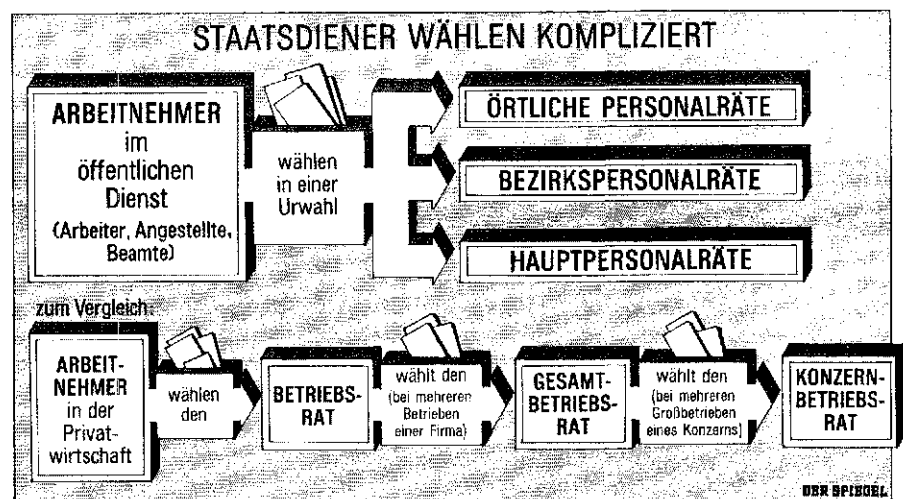 STAATSDIENER WÄHLEN KOMPLIZIERT
ARBEITNEHMER
im
öffentlichen
Dienst
(Arbeiter, Angestellte,
Beamte)
wählen
in einer
Urwahl
ÖRTLICHE PERSONALRÄTE
BEZIRKSPERSONALRÄTE
HAUPTPERSONALRÄTE
zum Vergleich:
ARBEIT-
NEHMER
in der
Privat-
wirtschaft
wählen
den
BETRIEBS-
RAT
wählt den
(bei mehreren
Betrieben
einer Firma)
GESAMT-
BETRIEBS-
RAT
wählt den
(bei mehreren
Großbetrieben
eines Konzerns)
KONZERN-
BETRIEBS-
RAT
DER SPIEGEL